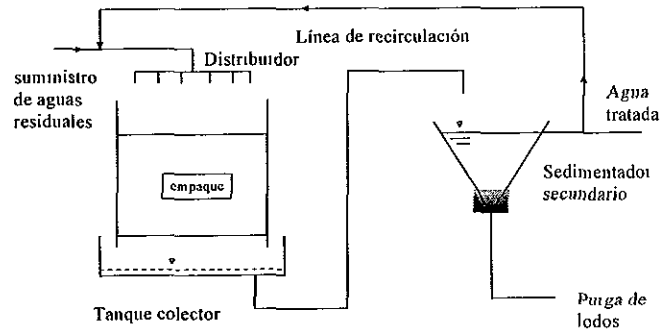 Línea de recirculación
Distribuidor
suministro
de aguas
residuales
empaque
Agua
tratada
Sedimentador
secundario
Tanque colector
Purga de
lodos